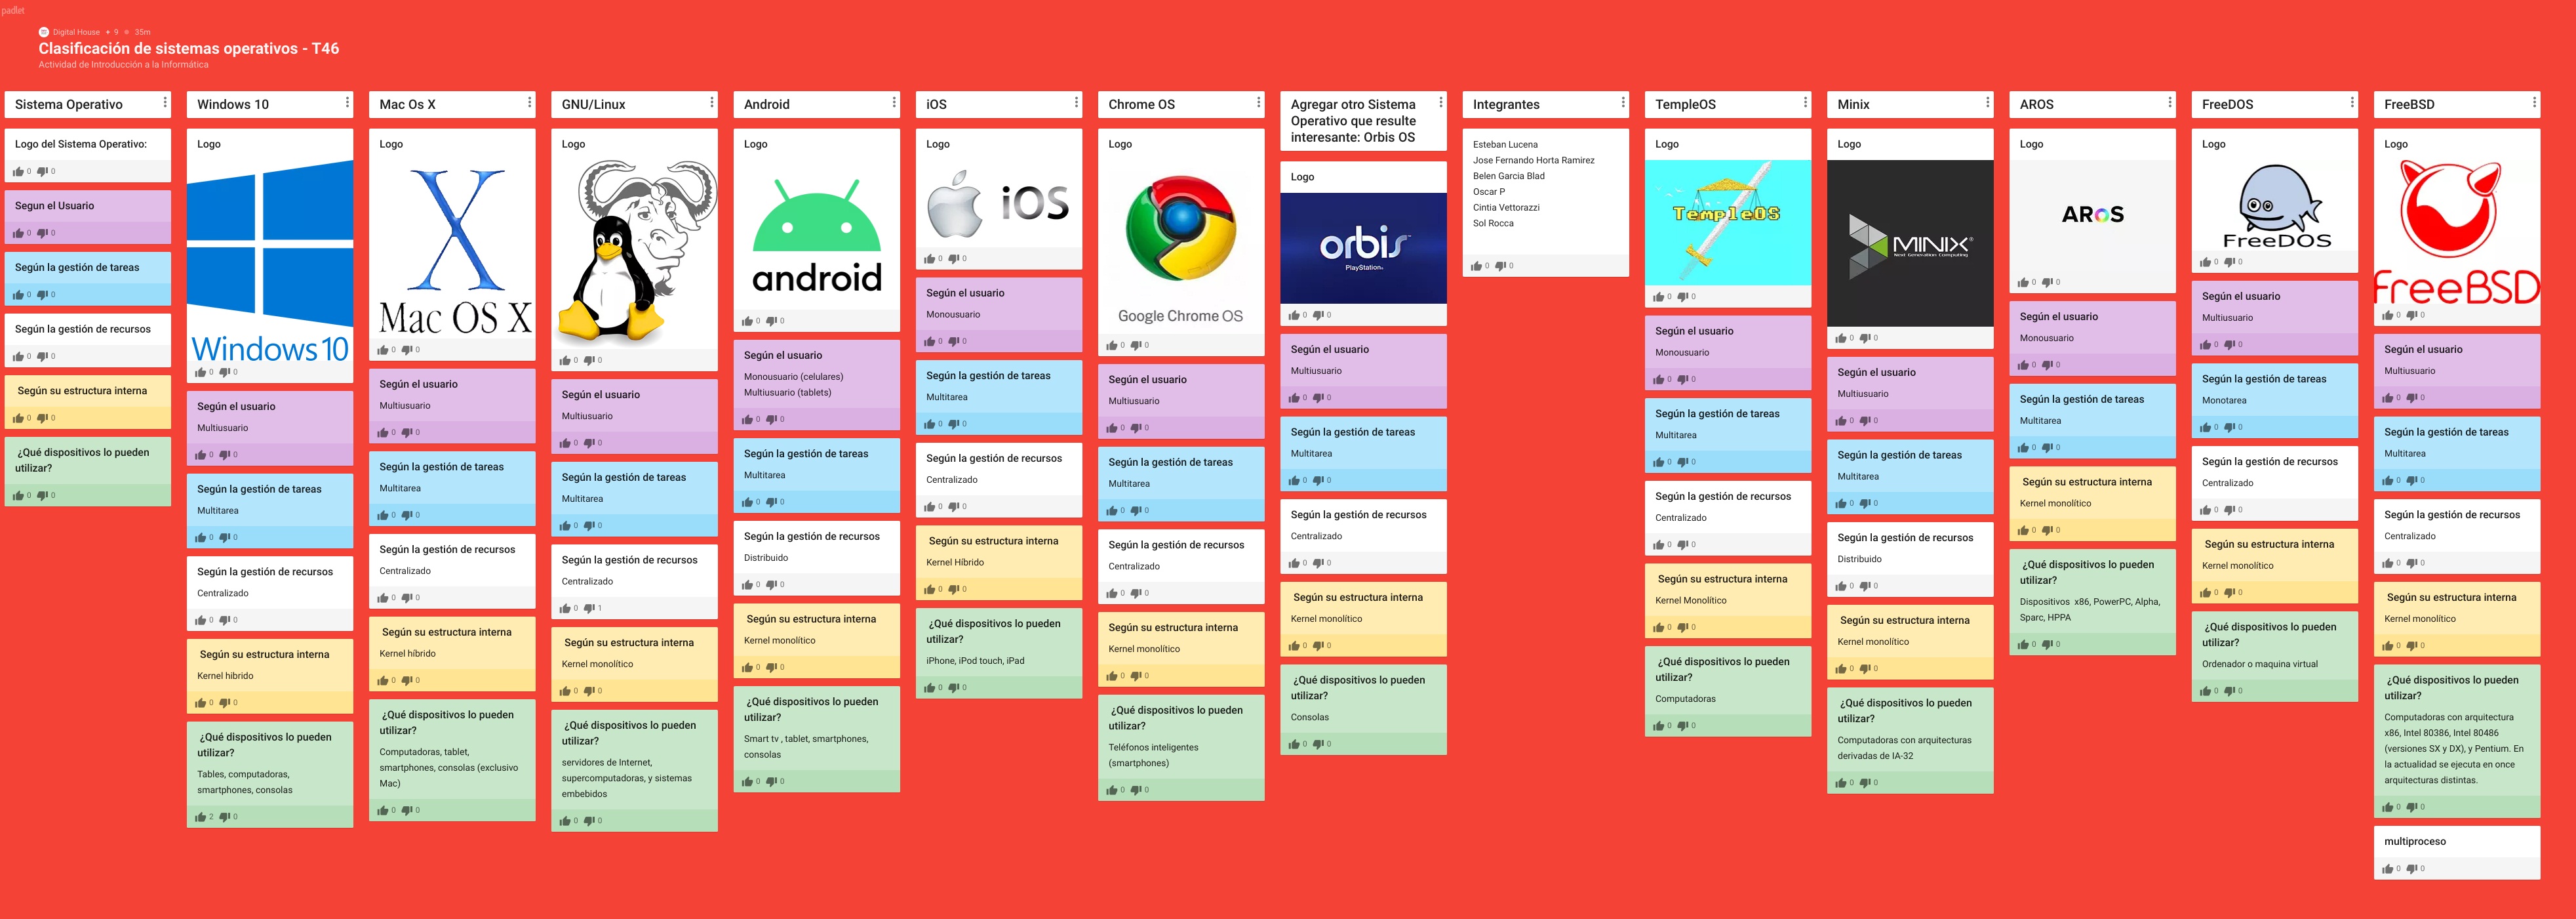 padlet
Digital House + 9 35m
Clasificación de sistemas operativos - T46
Actividad de Introducción a la Informática
Sistema Operativo
Logo del Sistema Operativo:
0 0
Segun el Usuario
0 0
Según la gestión de tareas
0 0
Según la gestión de recursos
0 0
Según su estructura interna
0 0
¿Qué dispositivos lo pueden
utilizar?
0 0
Windows 10
Logo
Windows 10
0 0
Según el usuario
Multiusuario
0 0
Según la gestión de tareas
Multitarea
0 0
Según la gestión de recursos
Centralizado
0 0
Según su estructura interna
Kernel hibrido
0 0
¿Qué dispositivos lo pueden
utilizar?
Tables, computadoras,
smartphones, consolas
2 0
Mac Os X
Logo
Mac OS X
0 0
Según el usuario
Multiusuario
0 0
Según la gestión de tareas
Multitarea
0 0
Según la gestión de recursos
Centralizado
0 0
Según su estructura interna
Kernel híbrido
0 0
¿Qué dispositivos lo pueden
utilizar?
Computadoras, tablet,
smartphones, consolas (exclusivo
Mac)
0 0
GNU/Linux
Logo
0 0
Según el usuario
Multiusuario
0 0
Según la gestión de tareas
Multitarea
0 0
Según la gestión de recursos
Centralizado
0 1
Según su estructura interna
Kernel monolítico
0 0
¿Qué dispositivos lo pueden
utilizar?
servidores de Internet,
supercomputadoras, y sistemas
embebidos
0 0
Android
Logo
android
0 0
Según el usuario
Monousuario (celulares)
Multiusuario (tablets)
0 0
Según la gestión de tareas
Multitarea
0 0
Según la gestión de recursos
Distribuido
0 0
Según su estructura interna
Kernel monolítico
0 0
¿Qué dispositivos lo pueden
utilizar?
Smart tv , tablet, smartphones,
consolas
0 0
iOS
Logo
iOS
0 0
Según el usuario
Monousuario
0 0
Según la gestión de tareas
Multitarea
0 0
Según la gestión de recursos
Centralizado
0 0
Según su estructura interna
Kernel Híbrido
0 0
¿Qué dispositivos lo pueden
utilizar?
iPhone, iPod touch, iPad
0 0
Chrome OS
Logo
Google Chrome OS
0 0
Según el usuario
Multiusuario
0 0
Según la gestión de tareas
Multitarea
0 0
Según la gestión de recursos
Centralizado
0 0
Según su estructura interna
Kernel monolítico
0 0
¿Qué dispositivos lo pueden
utilizar?
Teléfonos inteligentes
(smartphones)
0 0
Agregar otro Sistema
Operativo que resulte
interesante: Orbis OS
Logo
orbis
PlayStation
0 0
Según el usuario
Multiusuario
0 0
Según la gestión de tareas
Multitarea
0 0
Según la gestión de recursos
Centralizado
0 0
Según su estructura interna
Kernel monolítico
0 0
¿Qué dispositivos lo pueden
utilizar?
Consolas
0 0
Integrantes
Esteban Lucena
Jose Fernando Horta Ramirez
Belen Garcia Blad
Oscar P
Cintia Vettorazzi
Sol Rocca
0 0
TempleOS
Logo
TempleOS
0 0
Según el usuario
Monousuario
0 0
Según la gestión de tareas
Multitarea
0 0
Según la gestión de recursos
Centralizado
0 0
Según su estructura interna
Kernel Monolítico
0 0
¿Qué dispositivos lo pueden
utilizar?
Computadoras
0 0
Minix
Logo
MINIX®
Next Generation Computing
0 0
Según el usuario
Multiusuario
0 0
Según la gestión de tareas
Multitarea
0 0
Según la gestión de recursos
Distribuido
0 0
Según su estructura interna
Kernel monolítico
0 0
¿Qué dispositivos lo pueden
utilizar?
Computadoras con arquitecturas
derivadas de IA-32
0 0
AROS
Logo
AROS
0 0
Según el usuario
Monousuario
0 0
Según la gestión de tareas
Multitarea
0 0
Según su estructura interna
Kernel monolítico
0 0
¿Qué dispositivos lo pueden
utilizar?
Dispositivos x86, PowerPC, Alpha,
Sparc, HPPA
0 0
FreeDOS
Logo
FreeDOS
0 0
Según el usuario
Multiusuario
0 0
Según la gestión de tareas
Monotarea
0 0
Según la gestión de recursos
Centralizado
0 0
Según su estructura interna
Kernel monolítico
0 0
¿Qué dispositivos lo pueden
utilizar?
Ordenador o maquina virtual
0 0
FreeBSD
Logo
FreeBSD
0 0
Según el usuario
Multiusuario
0 0
Según la gestión de tareas
Multitarea
0 0
Según la gestión de recursos
Centralizado
0 0
Según su estructura interna
Kernel monolítico
0 0
¿Qué dispositivos lo pueden
utilizar?
Computadoras con arquitectura
x86, Intel 80386, Intel 80486
(versiones SX y DX), y Pentium. En
la actualidad se ejecuta en once
arquitecturas distintas.
0 0
multiproceso
0 0